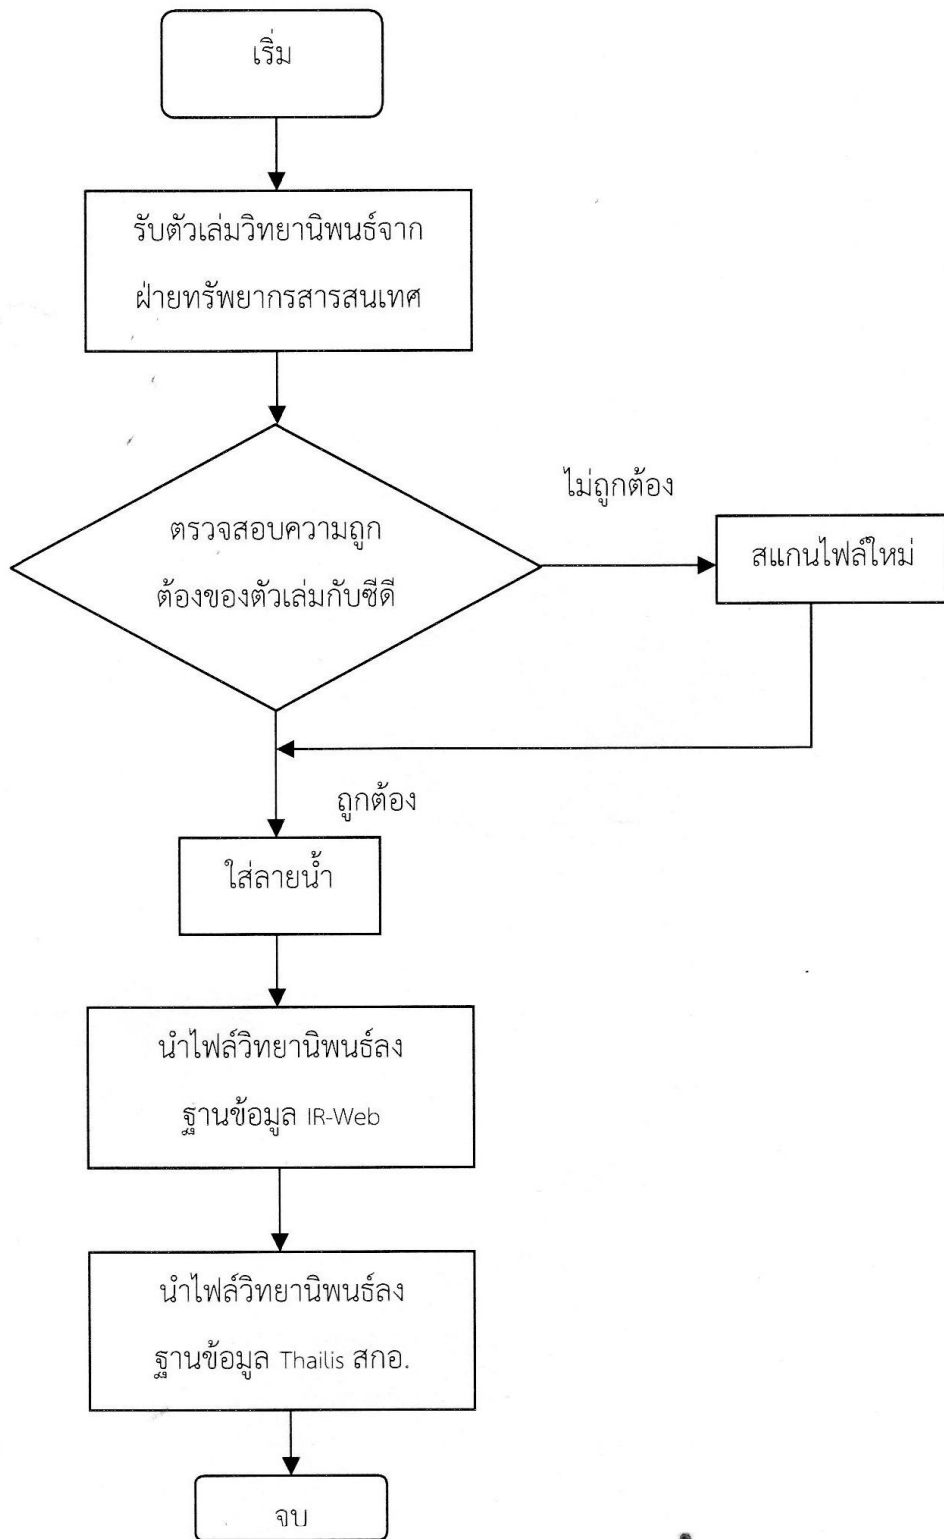 เริ่ม
รับตัวเล่มวิทยานิพนธ์จาก
ฝ่ายทรัพยากรสารสนเทศ
ตรวจสอบความถูก
ต้องของตัวเล่มกับซีดี
ไม่ถูกต้อง
สแกนไฟล์ใหม่
ถูกต้อง
ใส่ลายน้ำ
นำไฟล์วิทยานิพนธ์ลง
ฐานข้อมูล IR-Web
นำไฟล์วิทยานิพนธ์ลง
ฐานข้อมูล Thailis สกอ.
จบ